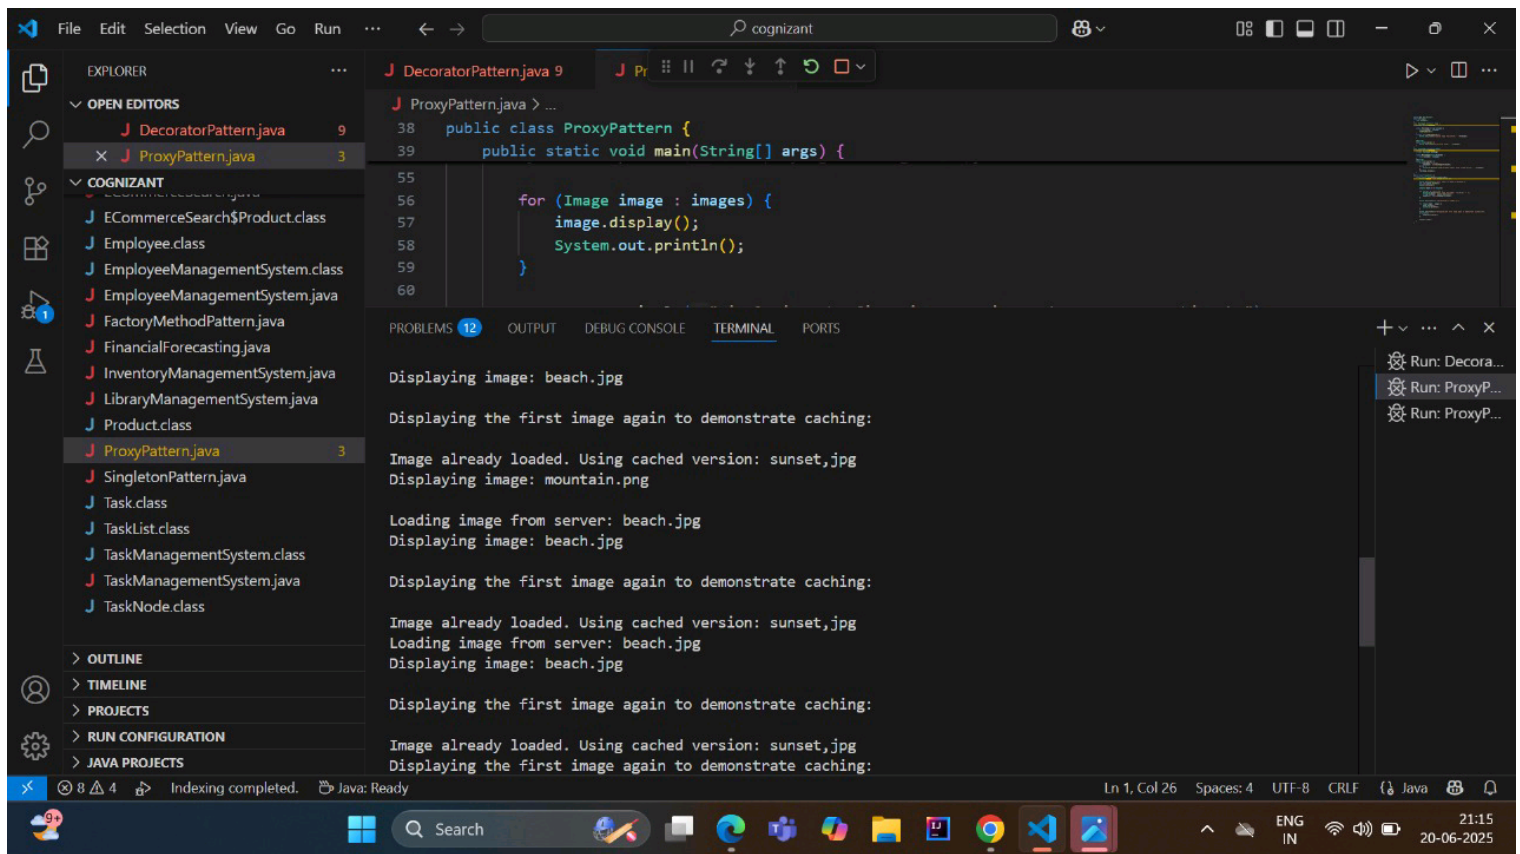 File Edit Selection View Go Run ··· cognizant
EXPLORER ···
OPEN EDITORS
DecoratorPattern.java 9
ProxyPattern.java 3
COGNIZANT
J ECommerceSearch$Product.class
J Employee.class
J EmployeeManagementSystem.class
J EmployeeManagementSystem.java
J FactoryMethodPattern.java
J FinancialForecasting.java
J InventoryManagementSystem.java
J LibraryManagementSystem.java
J Product.class
J ProxyPattern.java 3
J SingletonPattern.java
J Task.class
J TaskList.class
J TaskManagementSystem.class
J TaskManagementSystem.java
J TaskNode.class
OUTLINE
TIMELINE
PROJECTS
RUN CONFIGURATION
JAVA PROJECTS
1
J DecoratorPattern.java 9 J Pr
J ProxyPattern.java > ...
38 public class ProxyPattern {
39 public static void main(String[] args) {
55
56 for (Image image : images) {
57 image.display();
58 System.out.println();
59 }
60
PROBLEMS 12 OUTPUT DEBUG CONSOLE TERMINAL PORTS
Displaying image: beach.jpg
Displaying the first image again to demonstrate caching:
Image already loaded. Using cached version: sunset,jpg
Displaying image: mountain.png
Loading image from server: beach.jpg
Displaying image: beach.jpg
Displaying the first image again to demonstrate caching:
Image already loaded. Using cached version: sunset,jpg
Loading image from server: beach.jpg
Displaying image: beach.jpg
Displaying the first image again to demonstrate caching:
Image already loaded. Using cached version: sunset,jpg
Displaying the first image again to demonstrate caching:
Run: Decora...
Run: ProxyP...
Run: ProxyP...
8 4 Indexing completed. Java: Ready Ln 1, Col 26 Spaces: 4 UTF-8 CRLF Java
9+ Search ENG IN 21:15
20-06-2025